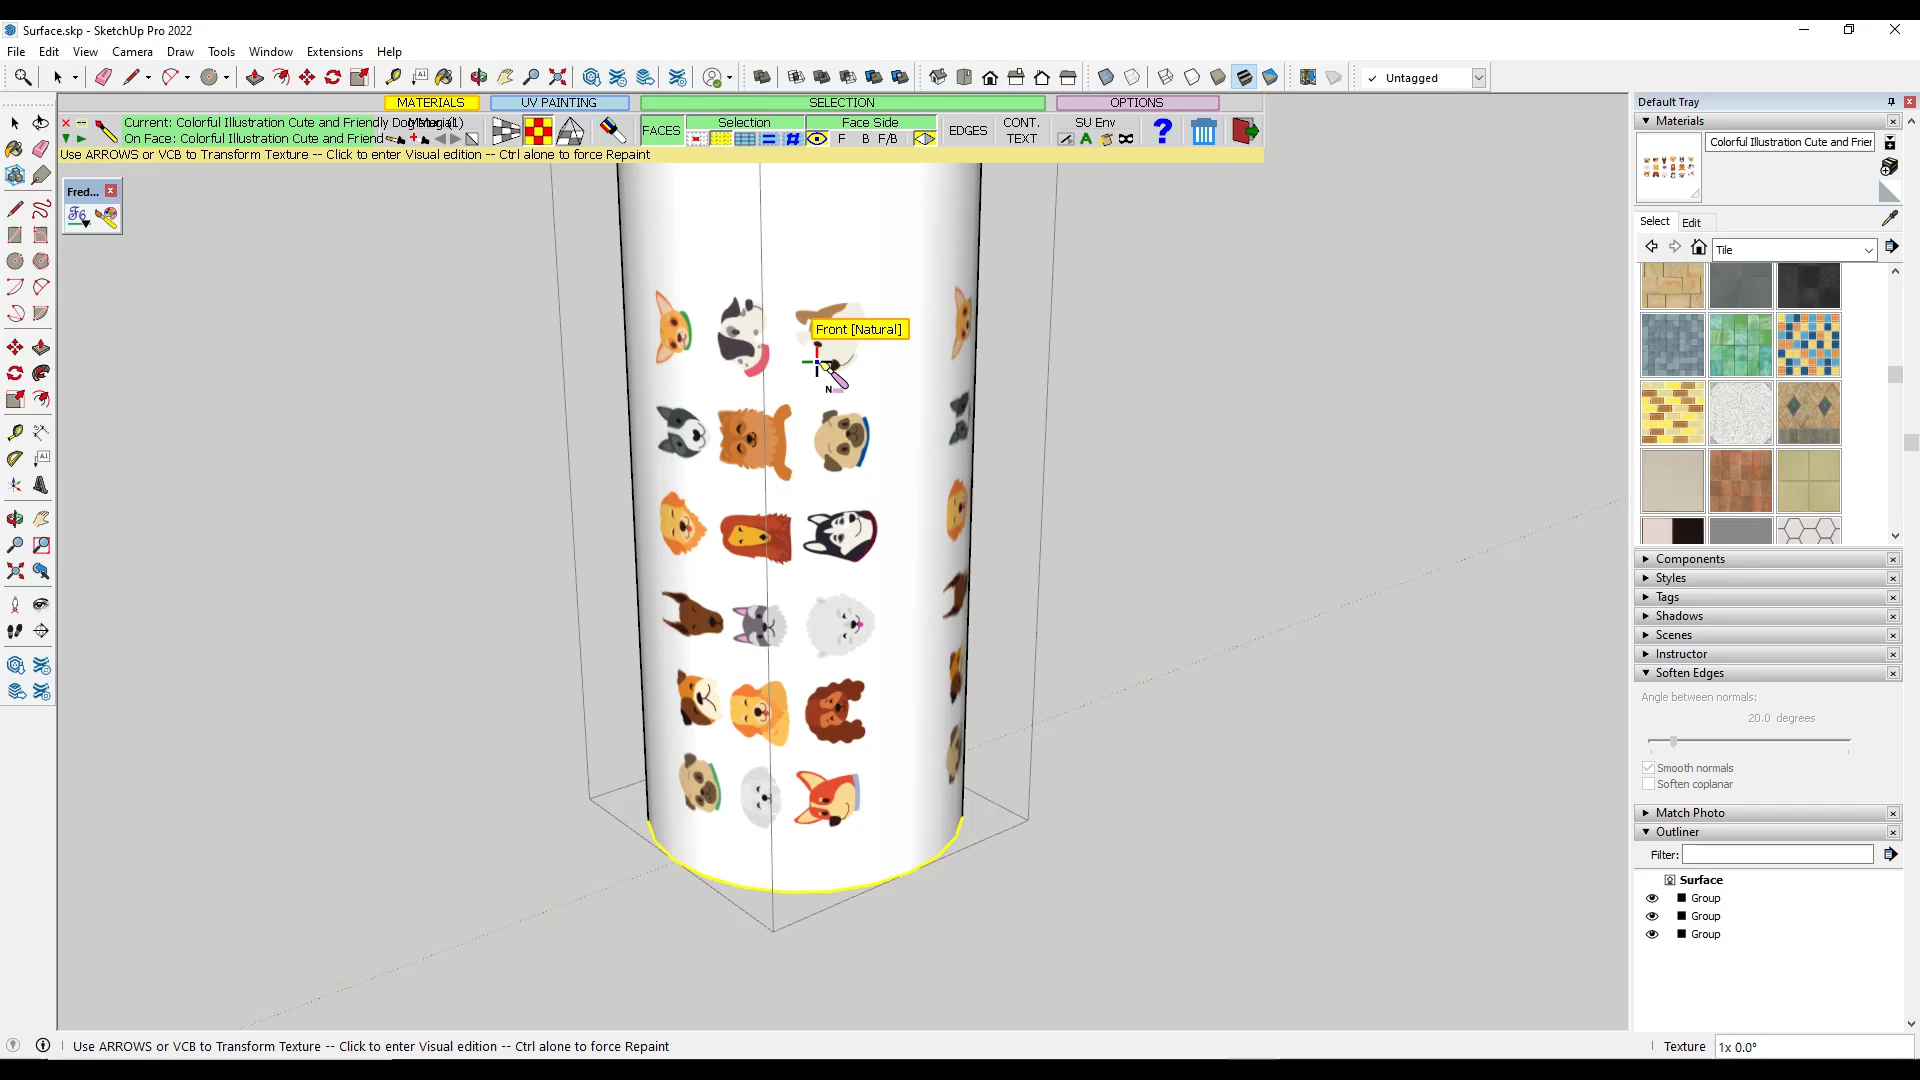 Surface.skp - SketchUp Pro 2022
File Edit View Camera Draw Tools Window Extensions Help
Untagged
MATERIALS UV PAINTING SELECTION OPTIONS
Current: Colorful Illustration Cute and Friendly Dog
On Face: Colorful Illustration Cute and Friend
FACES Selection Face Side EDGES CONT. TEXT SU Env
F B F/B
Use ARROWS or VCB to Transform Texture -- Click to enter Visual edition -- Ctrl alone to force Repaint
Fred...
Front [Natural]
N
Default Tray
Materials
Colorful Illustration Cute and Frier
Select Edit
Tile
Components
Styles
Tags
Shadows
Scenes
Instructor
Soften Edges
Angle between normals:
20.0 degrees
Smooth normals
Soften coplanar
Match Photo
Outliner
Filter:
Surface
Group
Group
Group
Use ARROWS or VCB to Transform Texture -- Click to enter Visual edition -- Ctrl alone to force Repaint
Texture 1x 0.0°